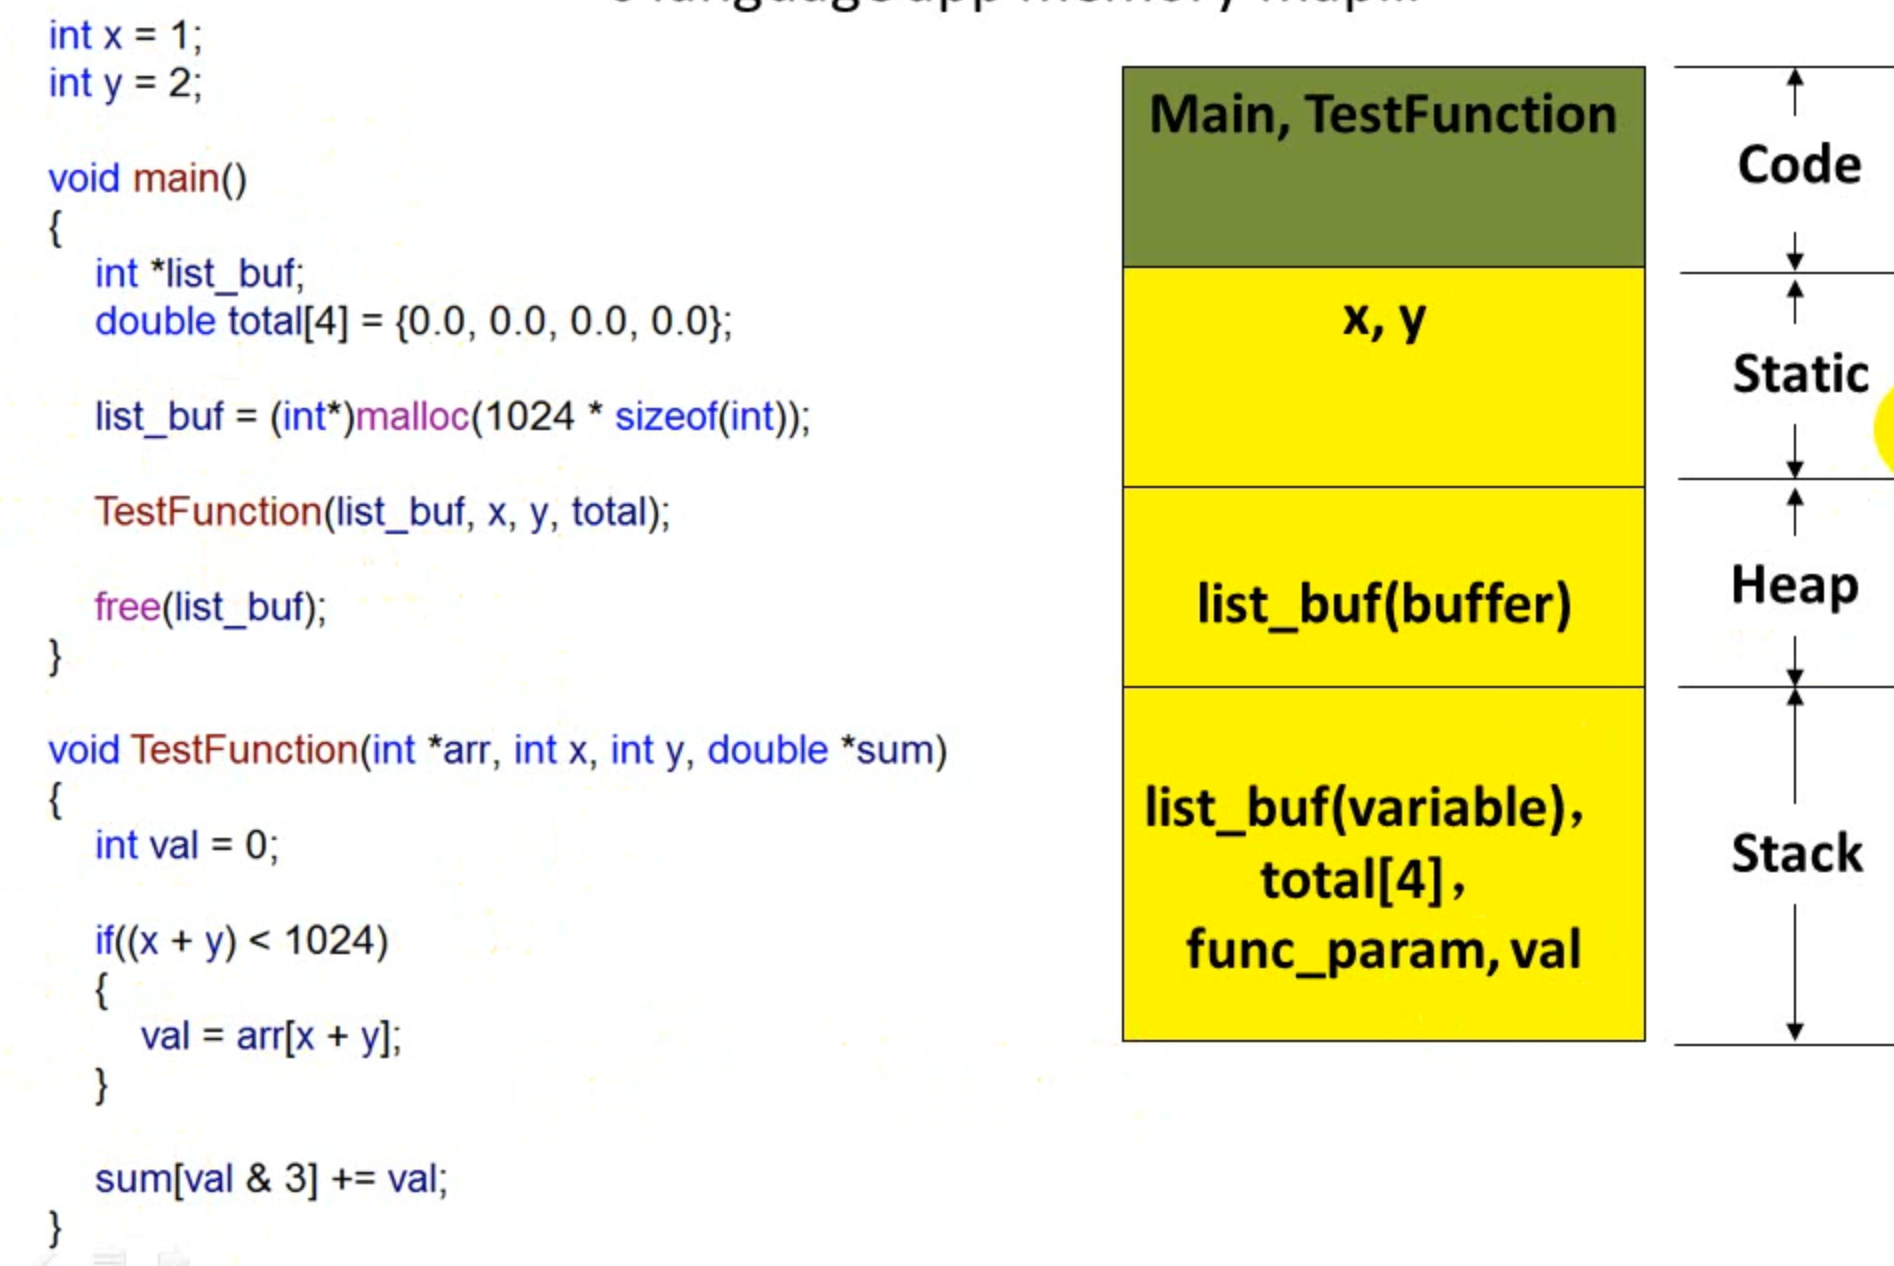 int x = 1;
int y = 2;
void main()
{
int *list_buf;
double total[4] = {0.0, 0.0, 0.0, 0.0};
list_buf = (int*)malloc(1024 * sizeof(int));
TestFunction(list_buf, x, y, total);
free(list_buf);
}
void TestFunction(int *arr, int x, int y, double *sum)
{
int val = 0;
if((x + y) < 1024)
{
val = arr[x + y];
}
sum[val & 3] += val;
}
Main, TestFunction
Code
x, y
Static
list_buf(buffer)
Heap
list_buf(variable),
total[4],
func_param, val
Stack